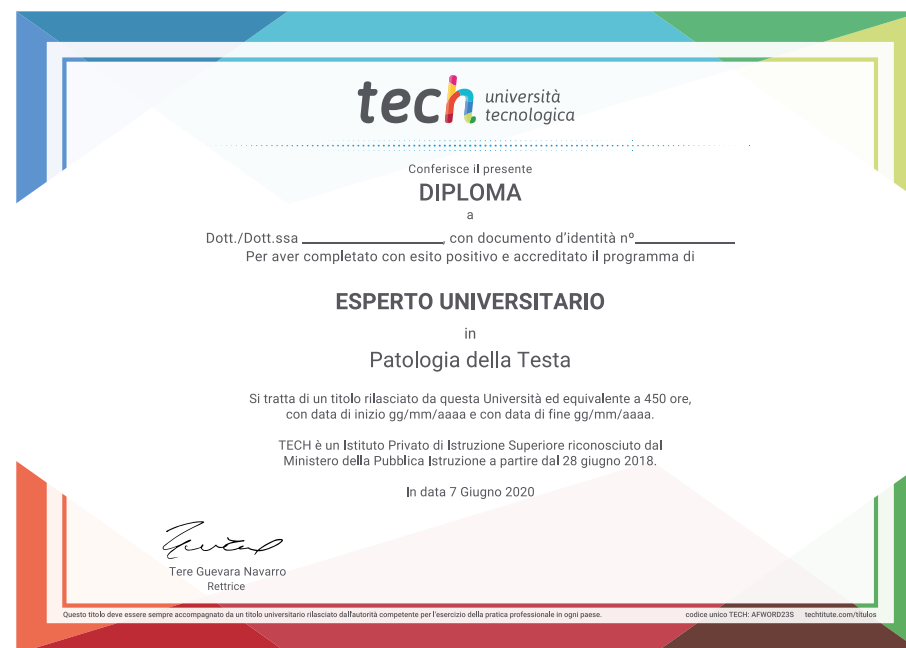 tech università
tecnologica
Conferisce il presente
DIPLOMA
a
Dott./Dott.ssa ____________________, con documento d'identità nº______________
Per aver completato con esito positivo e accreditato il programma di
ESPERTO UNIVERSITARIO
in
Patologia della Testa
Si tratta di un titolo rilasciato da questa Università ed equivalente a 450 ore,
con data di inizio gg/mm/aaaa e con data di fine gg/mm/aaaa.
TECH è un Istituto Privato di Istruzione Superiore riconosciuto dal
Ministero della Pubblica Istruzione a partire dal 28 giugno 2018.
In data 7 Giugno 2020
Tere Guevara Navarro
Rettrice
Questo titolo deve essere sempre accompagnato da un titolo universitario rilasciato dall'autorità competente per l'esercizio della pratica professionale in ogni paese. codice unico TECH: AFWORD23S techtitute.com/titulos